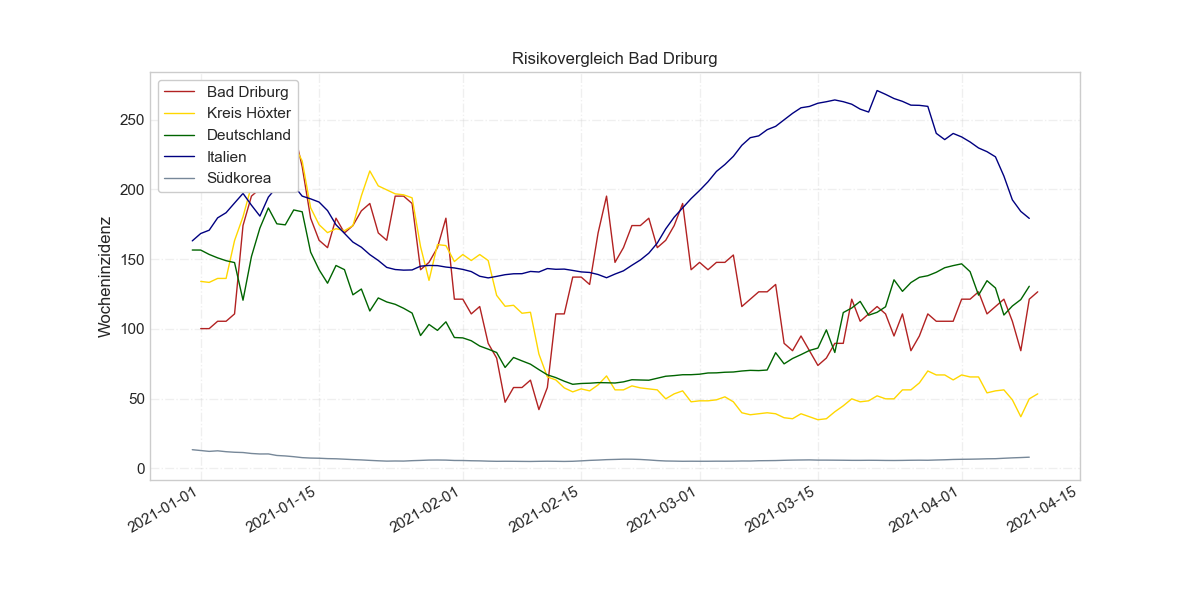 Risikovergleich Bad Driburg
Bad Driburg
Kreis Höxter
Deutschland
Italien
Südkorea
Wocheninzidenz
250
200
150
100
50
0
2021-01-01
2021-01-15
2021-02-01
2021-02-15
2021-03-01
2021-03-15
2021-04-01
2021-04-15